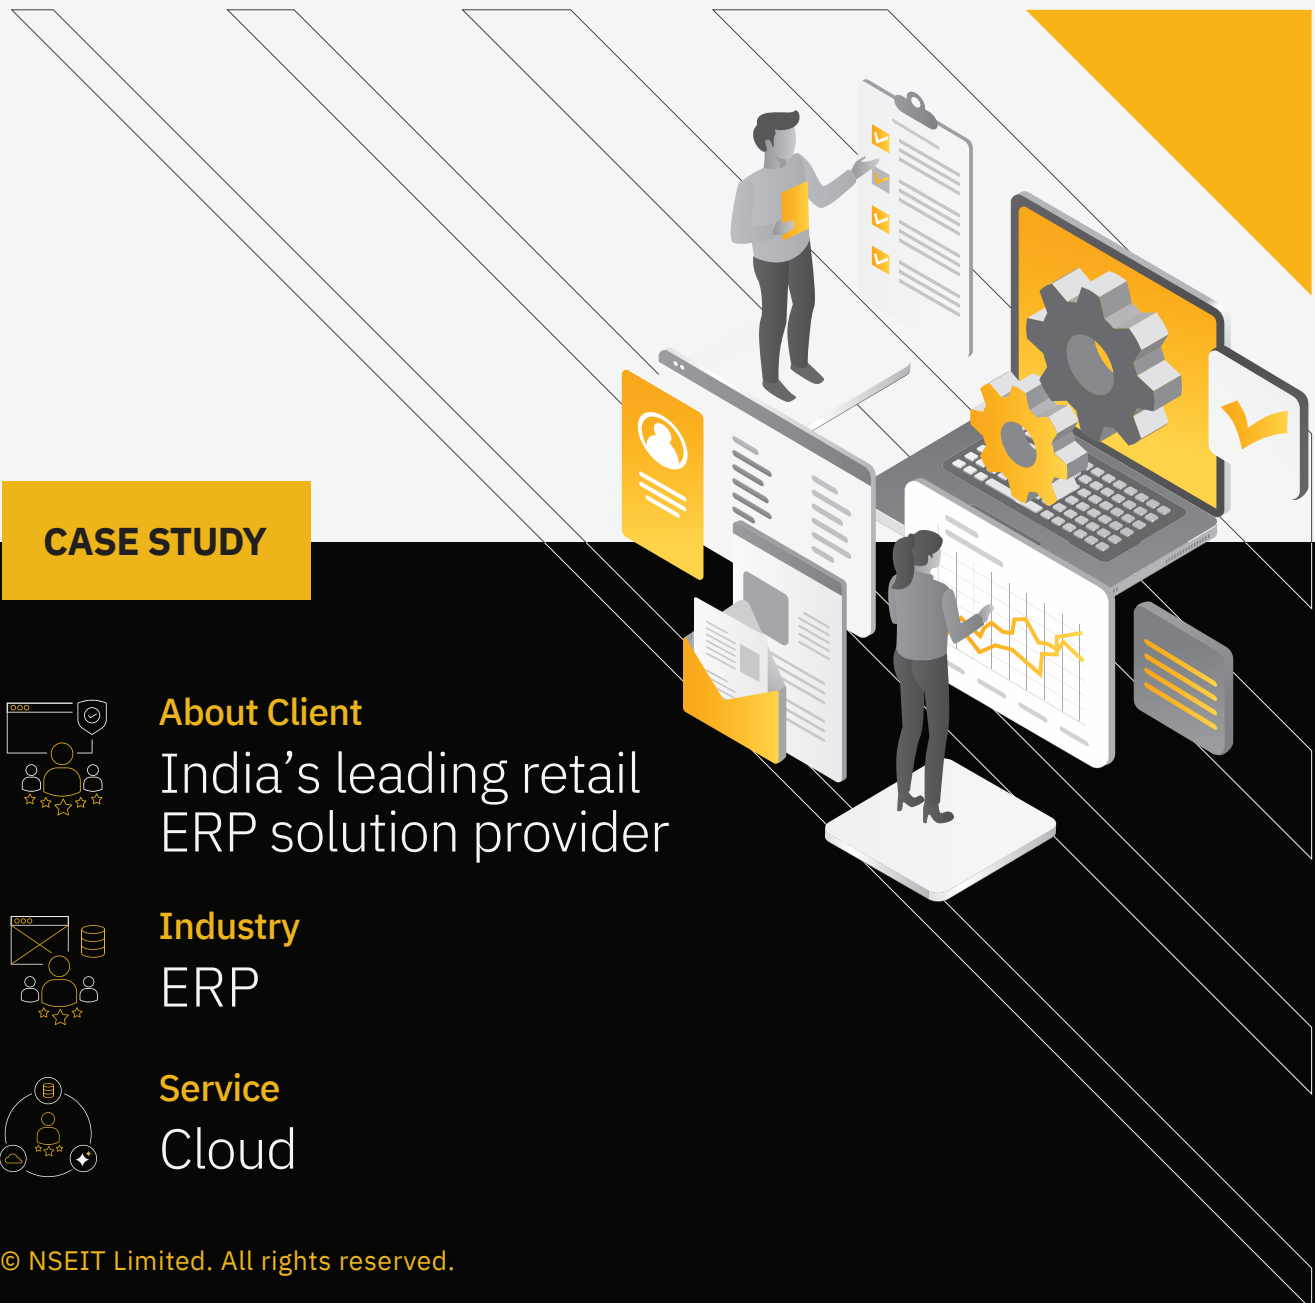 CASE STUDY
About Client
India’s leading retail
ERP solution provider
Industry
ERP
Service
Cloud
© NSEIT Limited. All rights reserved.